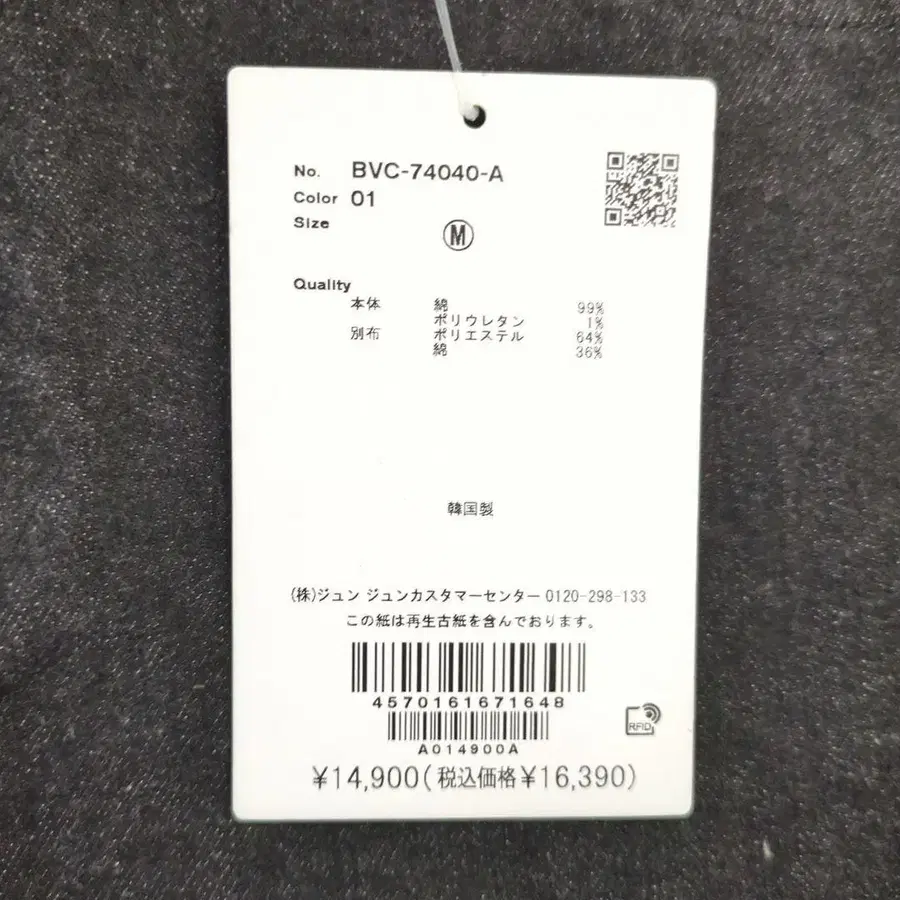 No. BVC-74040-A
Color 01
Size
M
Quality
本体 綿 99%
ポリウレタン 1%
別布 ポリエステル 64%
綿 36%
韓国製
(株)ジュン ジュンカスタマーセンター 0120-298-133
この紙は再生古紙を含んでおります。
4570161671648
A014900A
RFID
¥14,900(税込価格¥16,390)